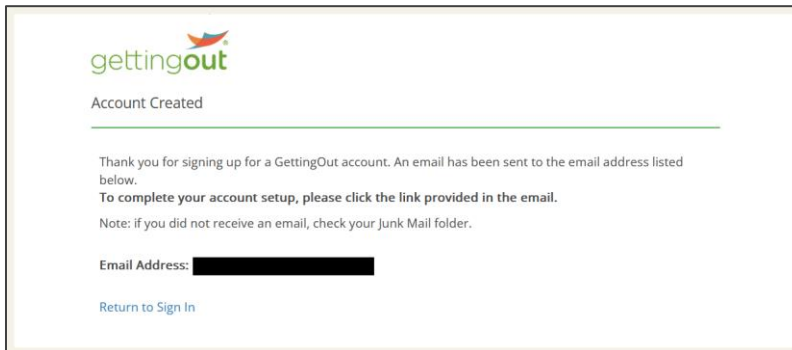 gettingout®
Account Created
Thank you for signing up for a GettingOut account. An email has been sent to the email address listed
below.
To complete your account setup, please click the link provided in the email.
Note: if you did not receive an email, check your Junk Mail folder.
Email Address:
Return to Sign In